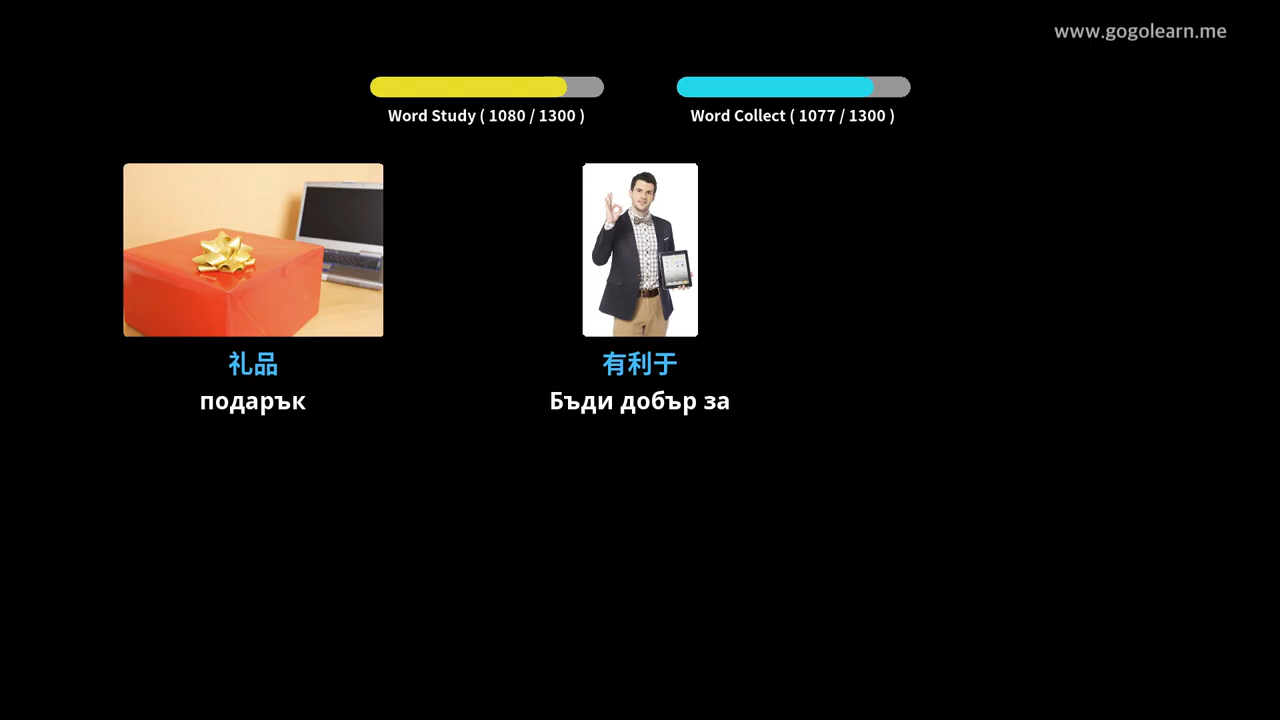 www.gogolearn.me
Word Study ( 1080 / 1300 )
Word Collect ( 1077 / 1300 )
礼品
подарък
有利于
Бъди добър за